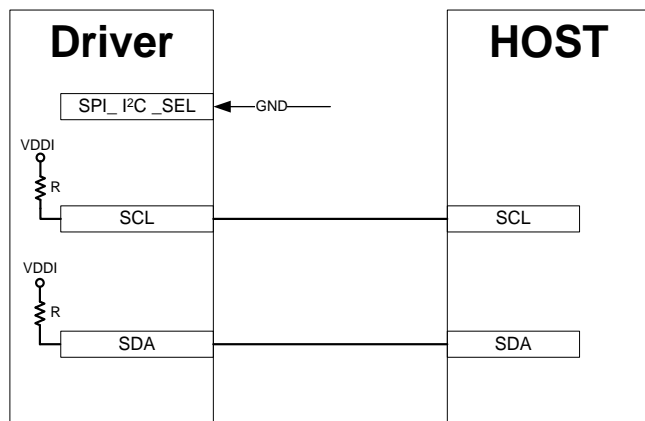 Driver
HOST
SPI_ I²C _SEL
GND
VDDI
R
SCL
SCL
VDDI
R
SDA
SDA